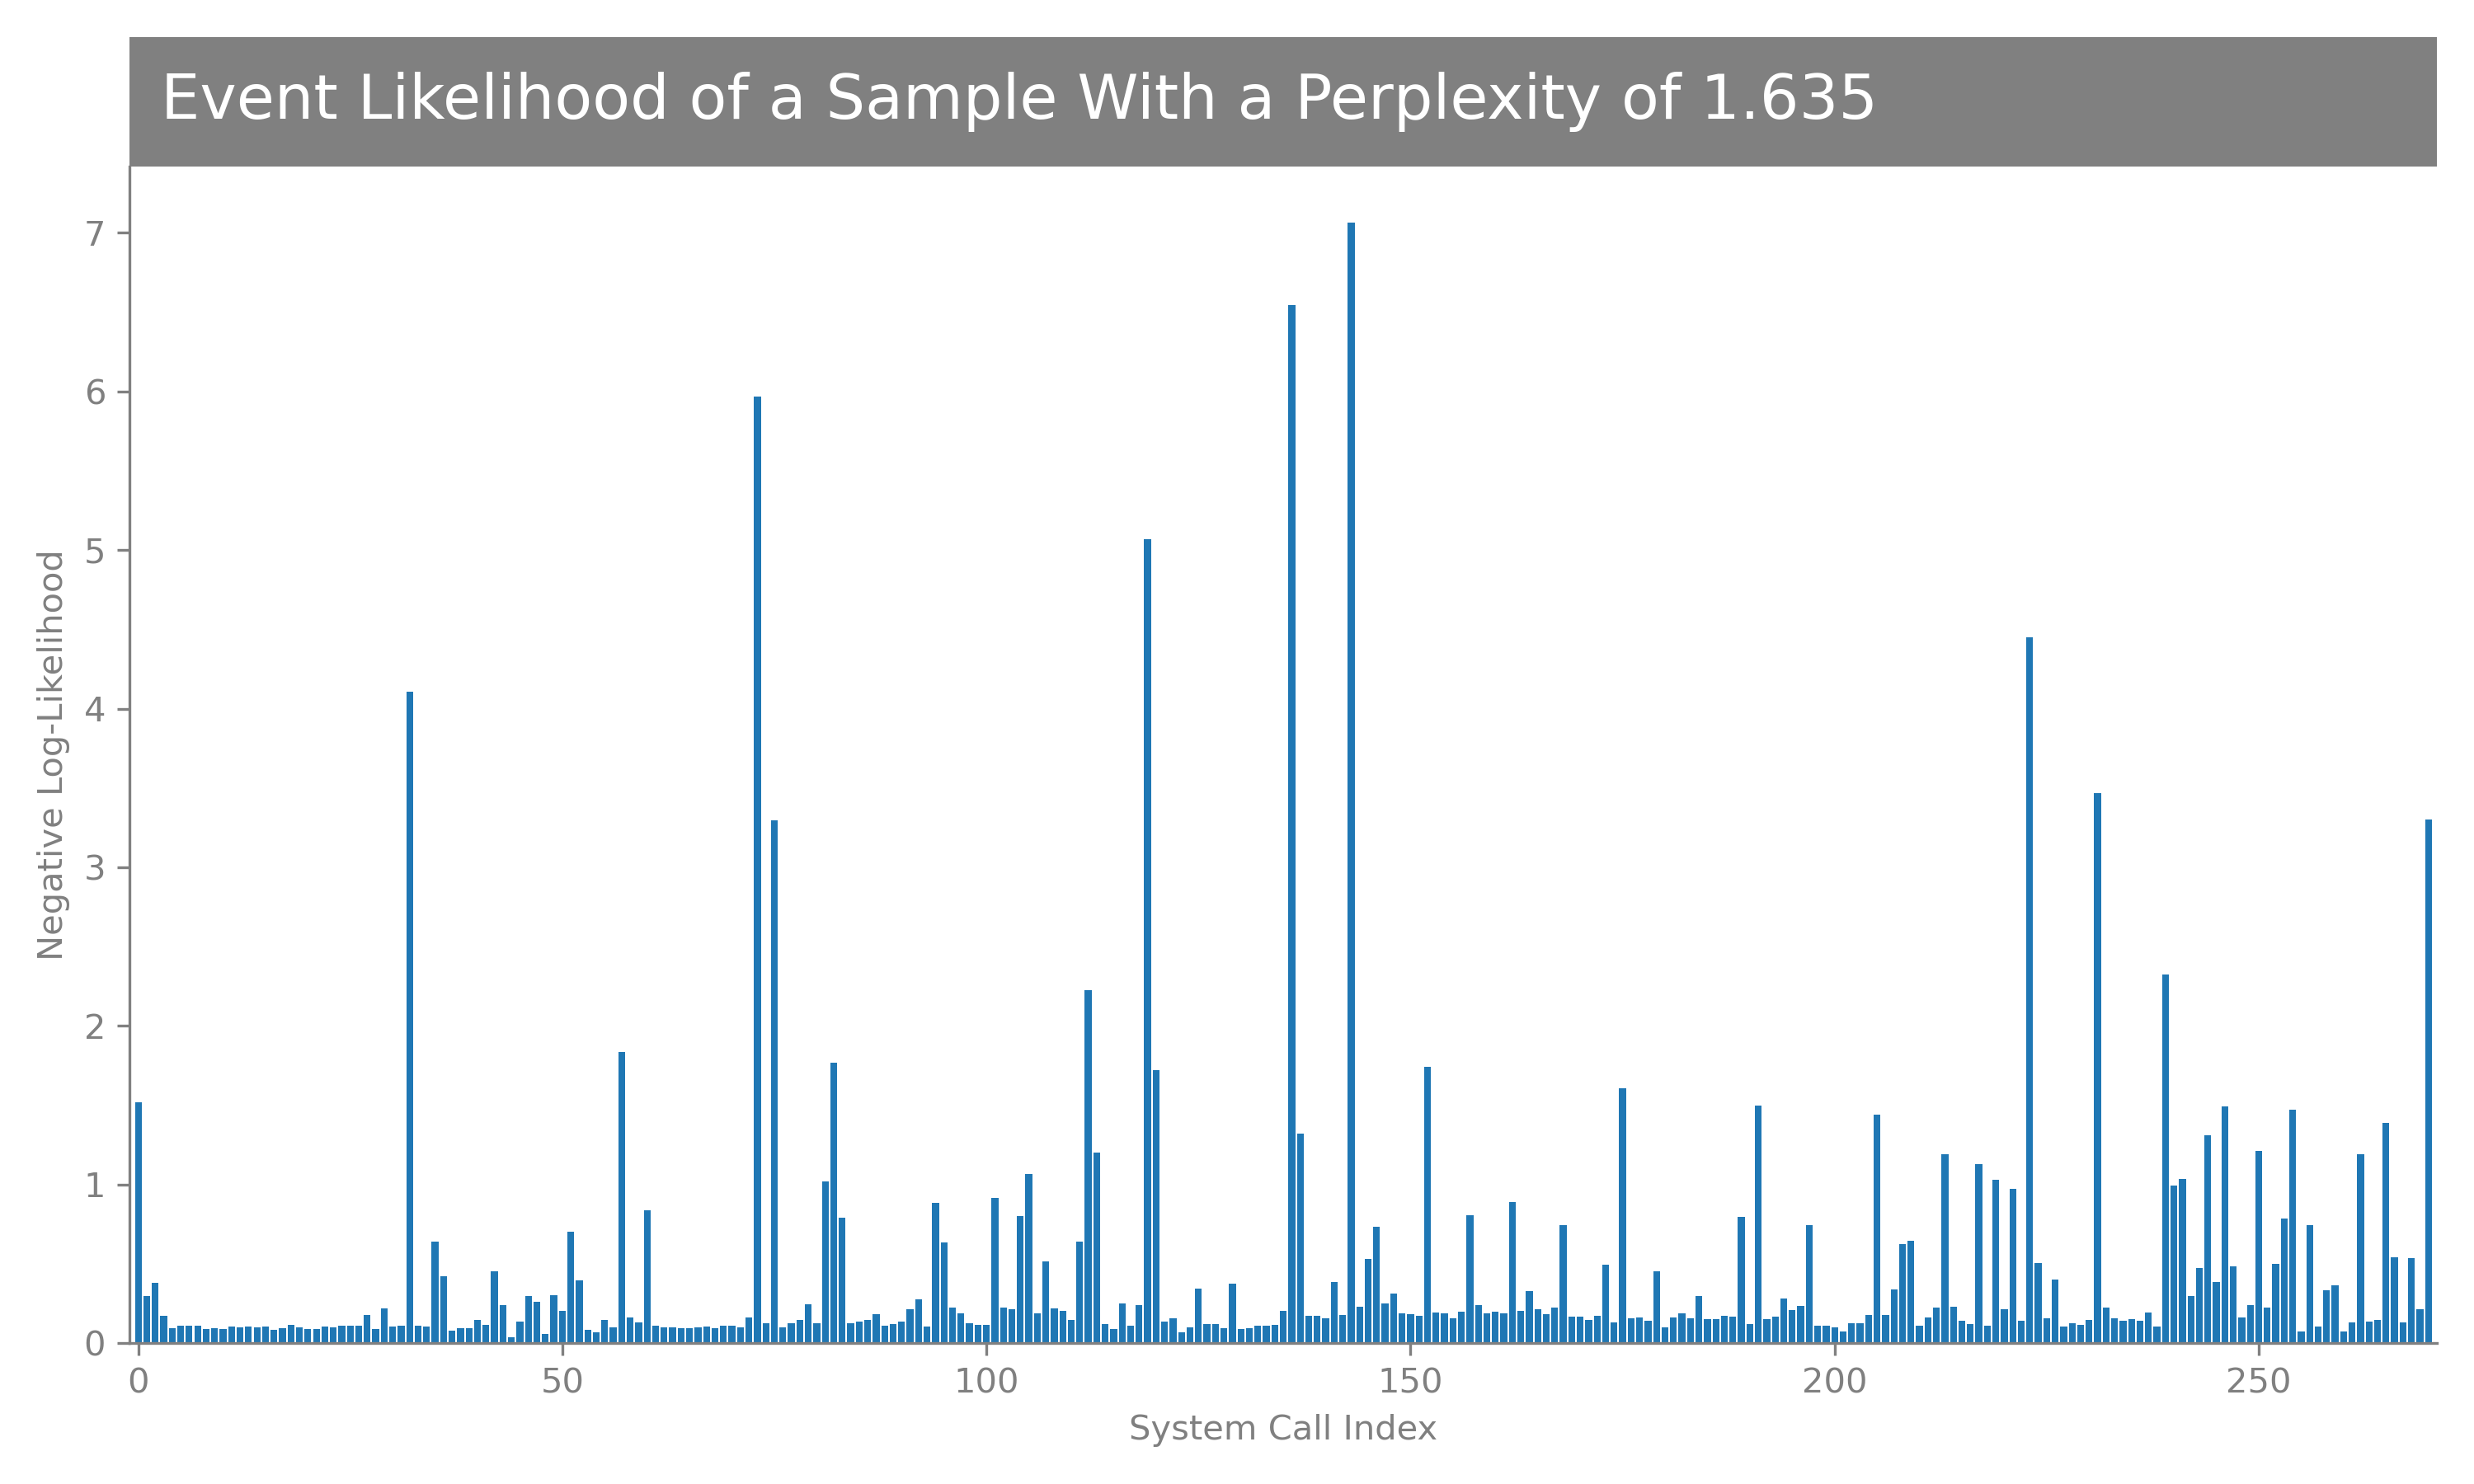 Event Likelihood of a Sample With a Perplexity of 1.635
Negative Log-Likelihood
7
6
5
4
3
2
1
0
0 50 100 150 200 250
System Call Index